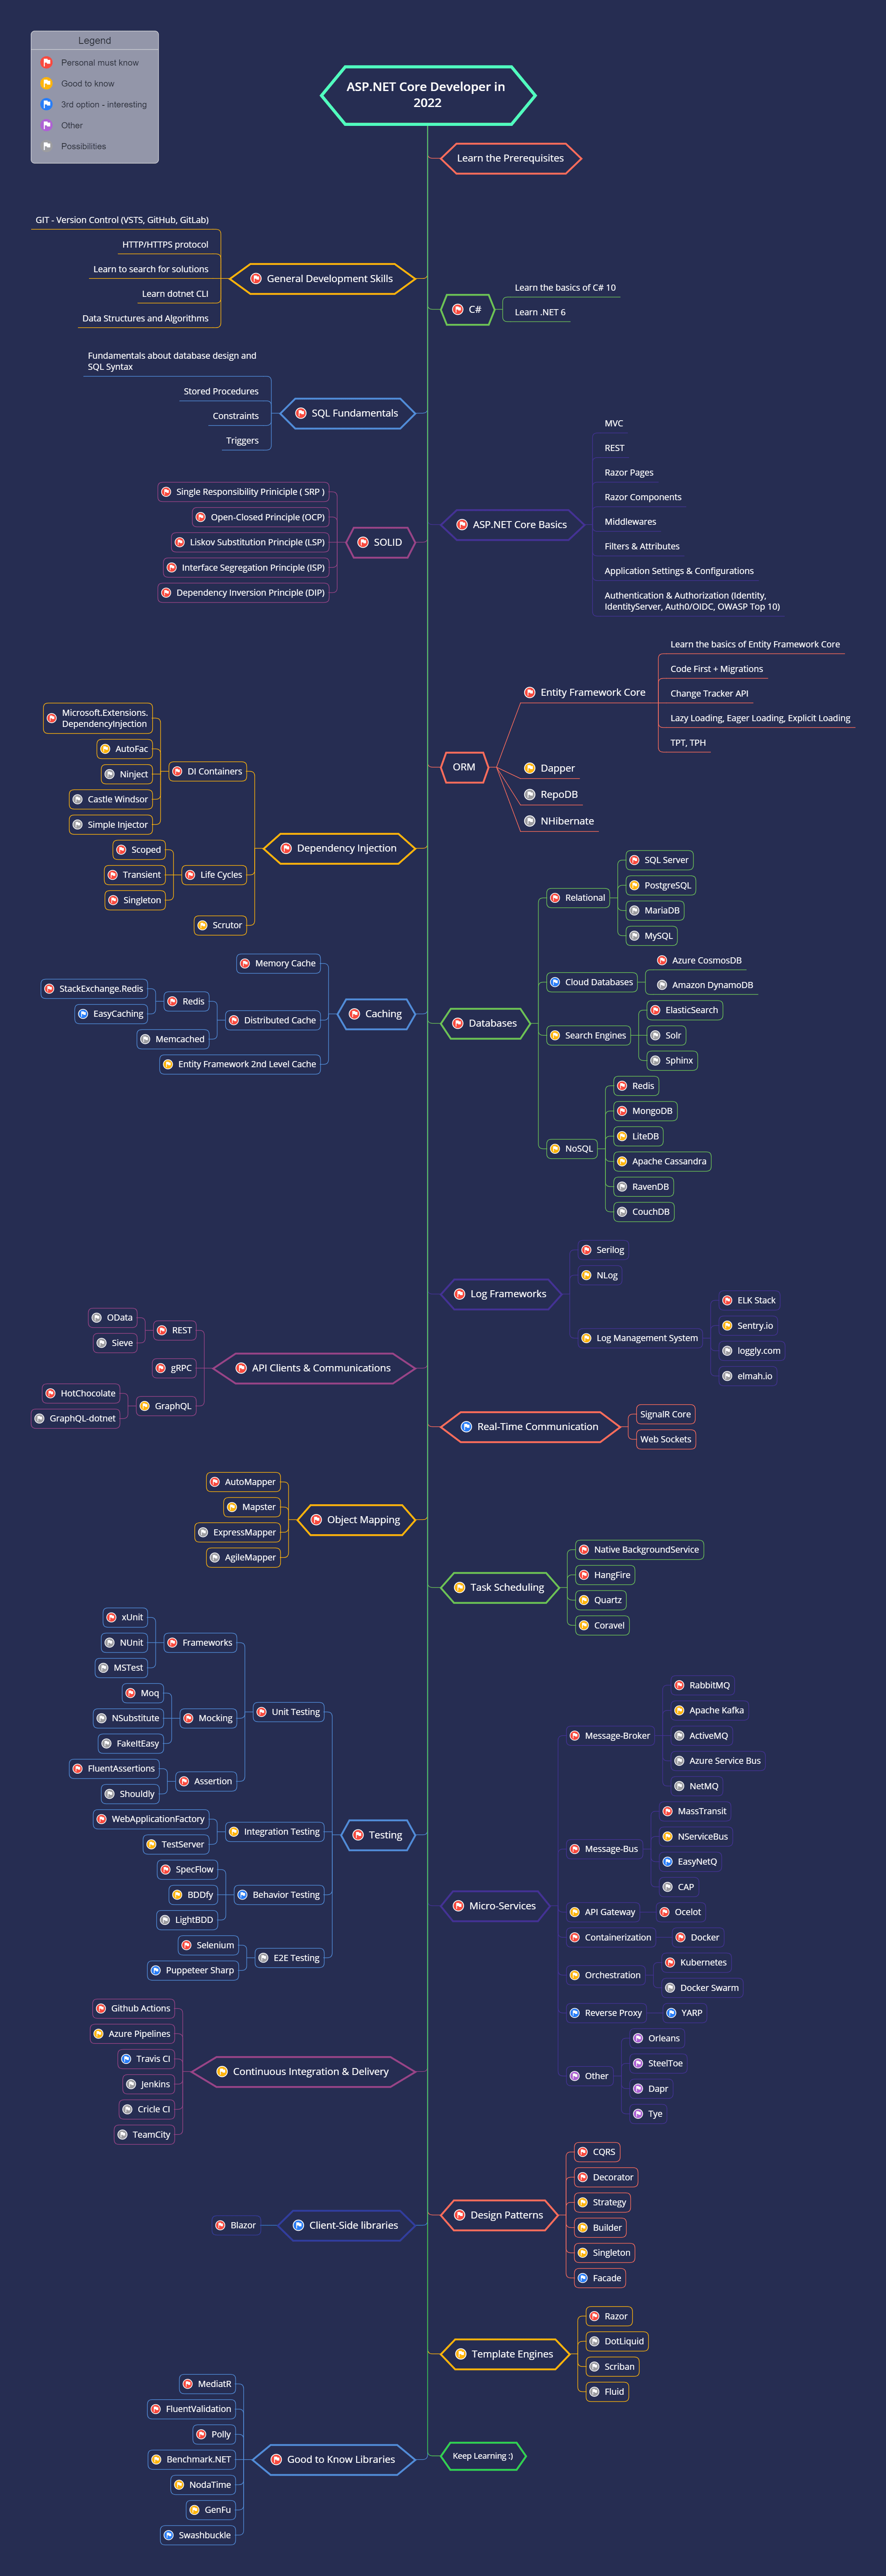 Legend
Personal must know
Good to know
3rd option - interesting
Other
Possibilities
ASP.NET Core Developer in
2022
Learn the Prerequisites
GIT - Version Control (VSTS, GitHub, GitLab)
HTTP/HTTPS protocol
Learn to search for solutions
Learn dotnet CLI
Data Structures and Algorithms
General Development Skills
C#
Learn the basics of C# 10
Learn .NET 6
Fundamentals about database design and
SQL Syntax
Stored Procedures
Constraints
Triggers
SQL Fundamentals
ASP.NET Core Basics
MVC
REST
Razor Pages
Razor Components
Middlewares
Filters & Attributes
Application Settings & Configurations
Authentication & Authorization (Identity,
IdentityServer, Auth0/OIDC, OWASP Top 10)
Single Responsibility Priniciple ( SRP )
Open-Closed Principle (OCP)
Liskov Substitution Principle (LSP)
Interface Segregation Principle (ISP)
Dependency Inversion Principle (DIP)
SOLID
ORM
Entity Framework Core
Learn the basics of Entity Framework Core
Code First + Migrations
Change Tracker API
Lazy Loading, Eager Loading, Explicit Loading
TPT, TPH
Dapper
RepoDB
NHibernate
Microsoft.Extensions.
DependencyInjection
AutoFac
Ninject
Castle Windsor
Simple Injector
DI Containers
Scoped
Transient
Singleton
Life Cycles
Scrutor
Dependency Injection
Databases
Relational
SQL Server
PostgreSQL
MariaDB
MySQL
Cloud Databases
Azure CosmosDB
Amazon DynamoDB
Search Engines
ElasticSearch
Solr
Sphinx
NoSQL
Redis
MongoDB
LiteDB
Apache Cassandra
RavenDB
CouchDB
Memory Cache
StackExchange.Redis
EasyCaching
Redis
Memcached
Distributed Cache
Entity Framework 2nd Level Cache
Caching
Log Frameworks
Serilog
NLog
Log Management System
ELK Stack
Sentry.io
loggly.com
elmah.io
OData
Sieve
REST
gRPC
HotChocolate
GraphQL-dotnet
GraphQL
API Clients & Communications
Real-Time Communication
SignalR Core
Web Sockets
AutoMapper
Mapster
ExpressMapper
AgileMapper
Object Mapping
Task Scheduling
Native BackgroundService
HangFire
Quartz
Coravel
xUnit
NUnit
MSTest
Frameworks
Moq
NSubstitute
FakeItEasy
Mocking
FluentAssertions
Shouldly
Assertion
Unit Testing
WebApplicationFactory
TestServer
Integration Testing
SpecFlow
BDDfy
LightBDD
Behavior Testing
Selenium
Puppeteer Sharp
E2E Testing
Testing
Micro-Services
Message-Broker
RabbitMQ
Apache Kafka
ActiveMQ
Azure Service Bus
NetMQ
Message-Bus
MassTransit
NServiceBus
EasyNetQ
CAP
API Gateway
Ocelot
Containerization
Docker
Orchestration
Kubernetes
Docker Swarm
Reverse Proxy
YARP
Other
Orleans
SteelToe
Dapr
Tye
Github Actions
Azure Pipelines
Travis CI
Jenkins
Cricle CI
TeamCity
Continuous Integration & Delivery
Design Patterns
CQRS
Decorator
Strategy
Builder
Singleton
Facade
Blazor
Client-Side libraries
Template Engines
Razor
DotLiquid
Scriban
Fluid
MediatR
FluentValidation
Polly
Benchmark.NET
NodaTime
GenFu
Swashbuckle
Good to Know Libraries
Keep Learning :)